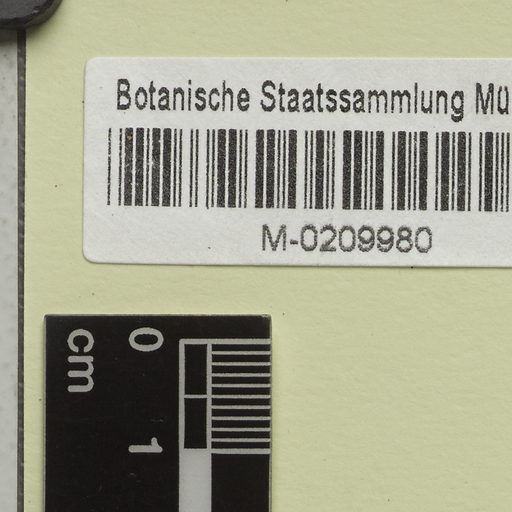 Botanische Staatssammlung Mü
M-0209980
cm
0
1